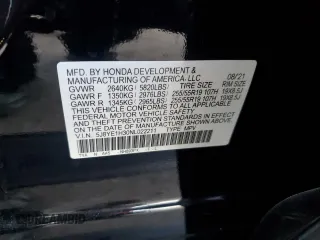 MFD. BY HONDA DEVELOPMENT & 08/21
MANUFACTURING OF AMERICA, LLC
GVWR 2640KG 5820LBS TIRE SIZE RIM SIZE
GAWR F 1350KG 2976LBS 255/55R19 107H 19X8.5J
GAWR R 1345KG 2965LBS 255/55R19 107H 19X8.5J
THIS VEHICLE CONFORMS TO ALL APPLICABLE
FEDERAL MOTOR VEHICLE SAFETY AND THEFT
PREVENTION STANDARDS IN EFFECT ON THE DATE OF
MANUFACTURE SHOWN ABOVE.
V.I.N.: 5J8YE1H30NL022211 TYPE: MPV